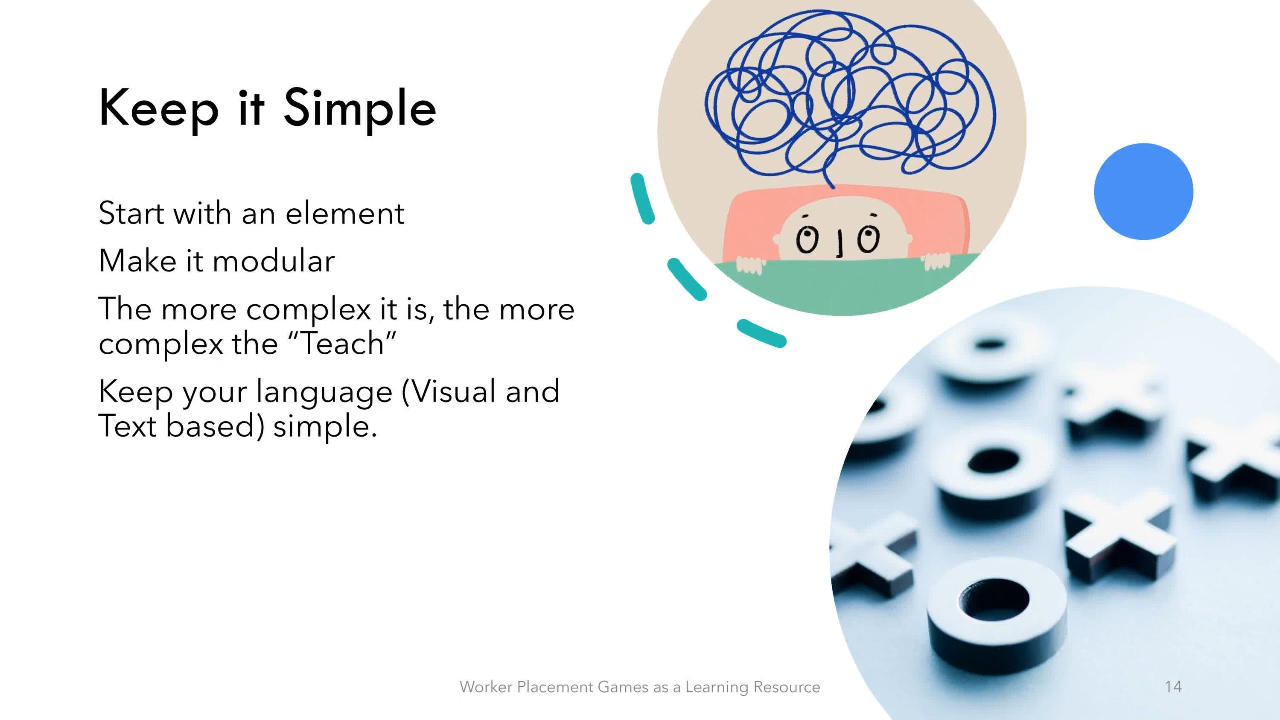 Keep it Simple
Start with an element
Make it modular
The more complex it is, the more
complex the “Teach”
Keep your language (Visual and
Text based) simple.
Worker Placement Games as a Learning Resource
14